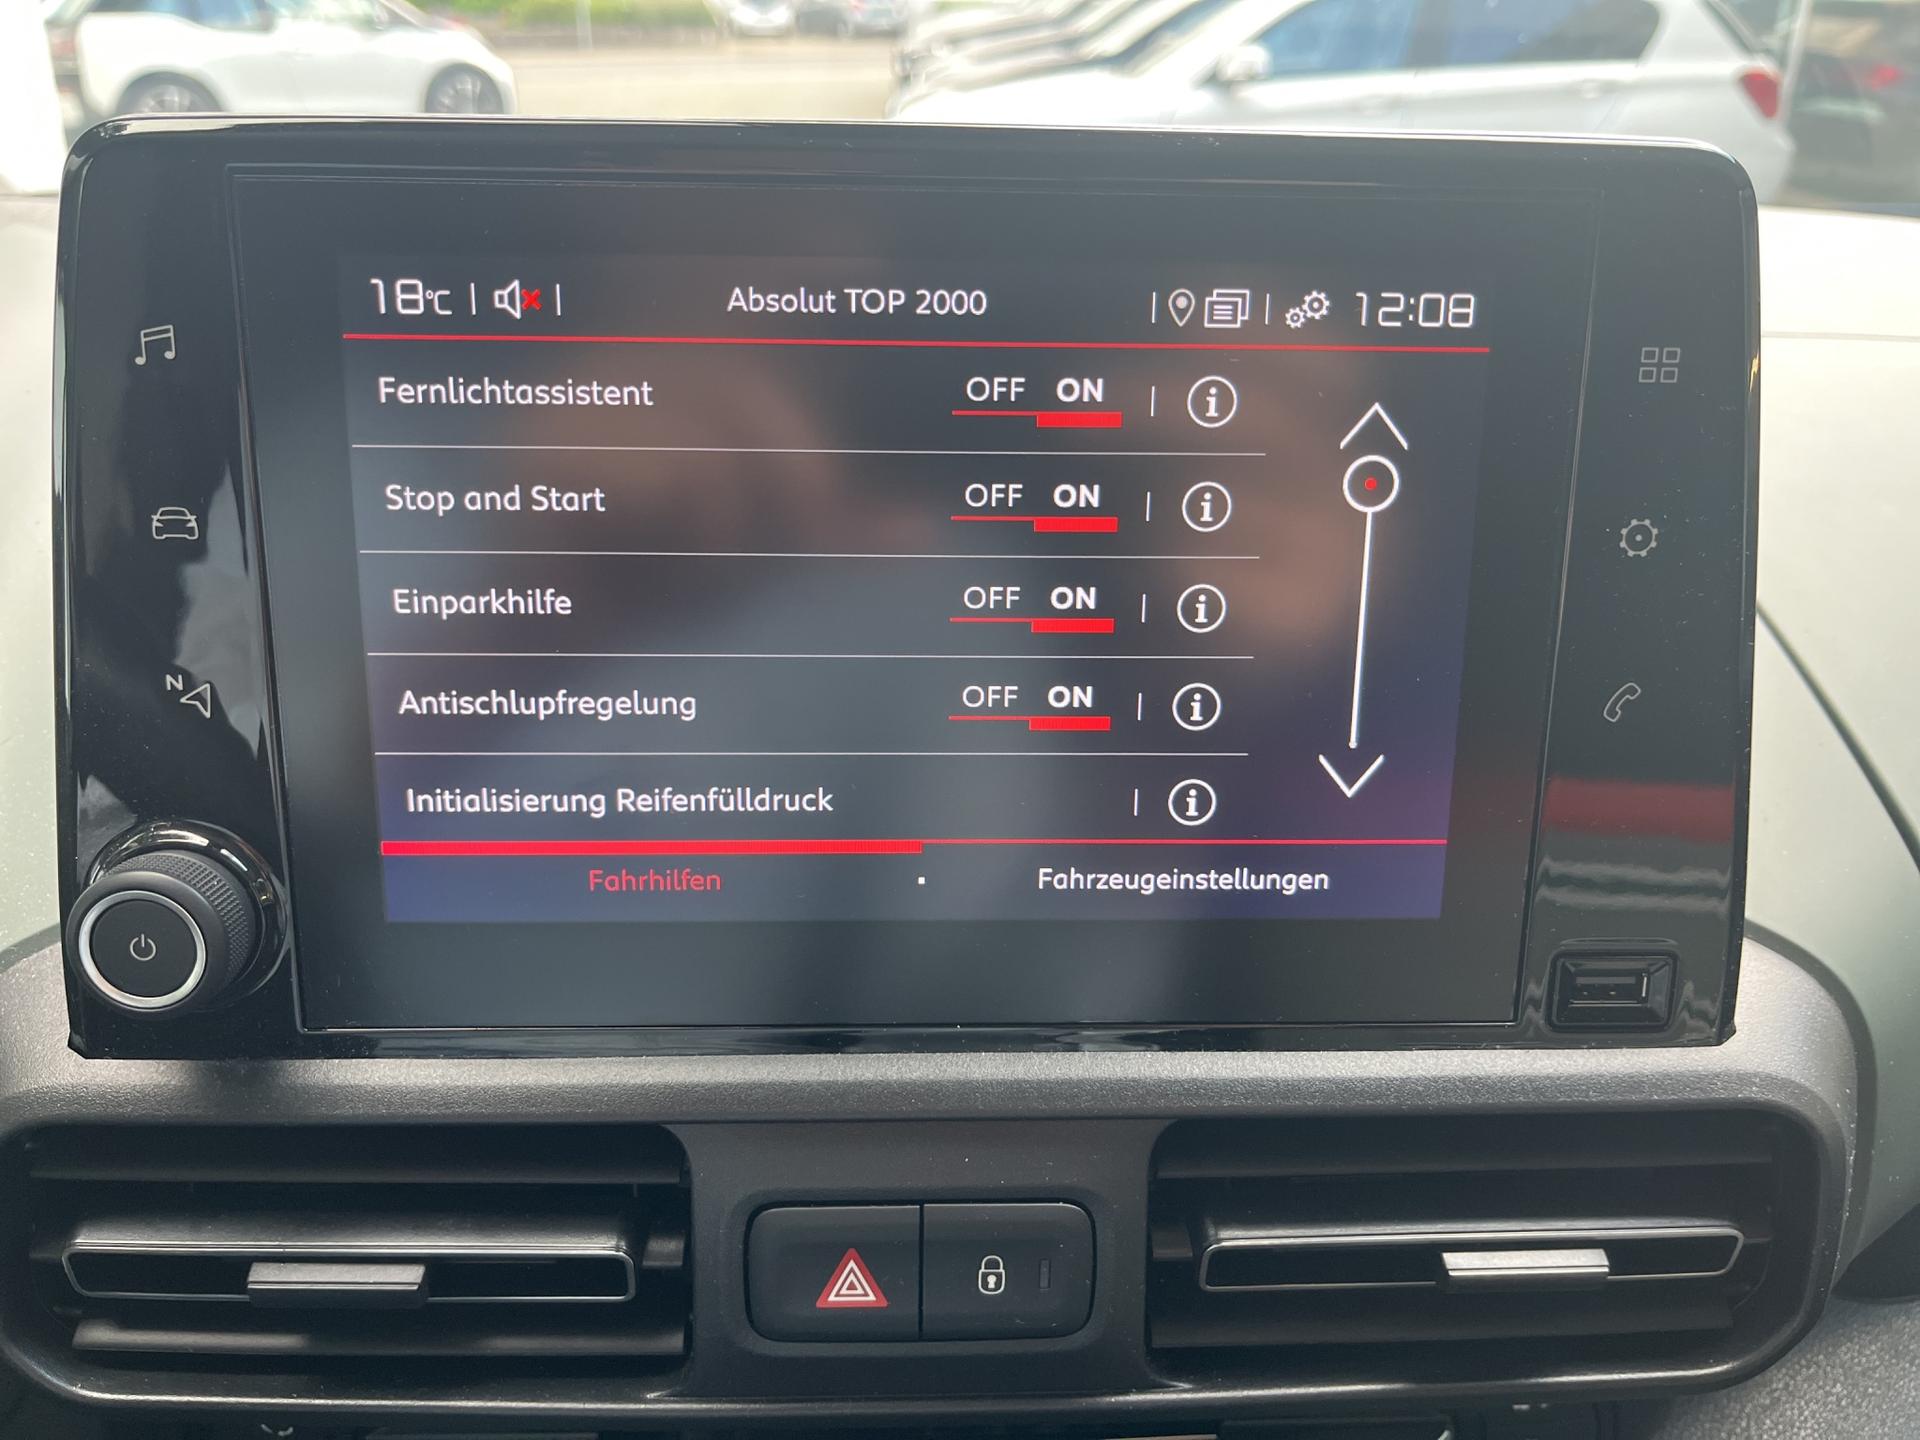 18°C Absolut TOP 2000 12:08
Fernlichtassistent OFF ON i
Stop and Start OFF ON i
Einparkhilfe OFF ON i
Antischlupfregelung OFF ON i
Initialisierung Reifenfülldruck i
Fahrhilfen · Fahrzeugeinstellungen
N